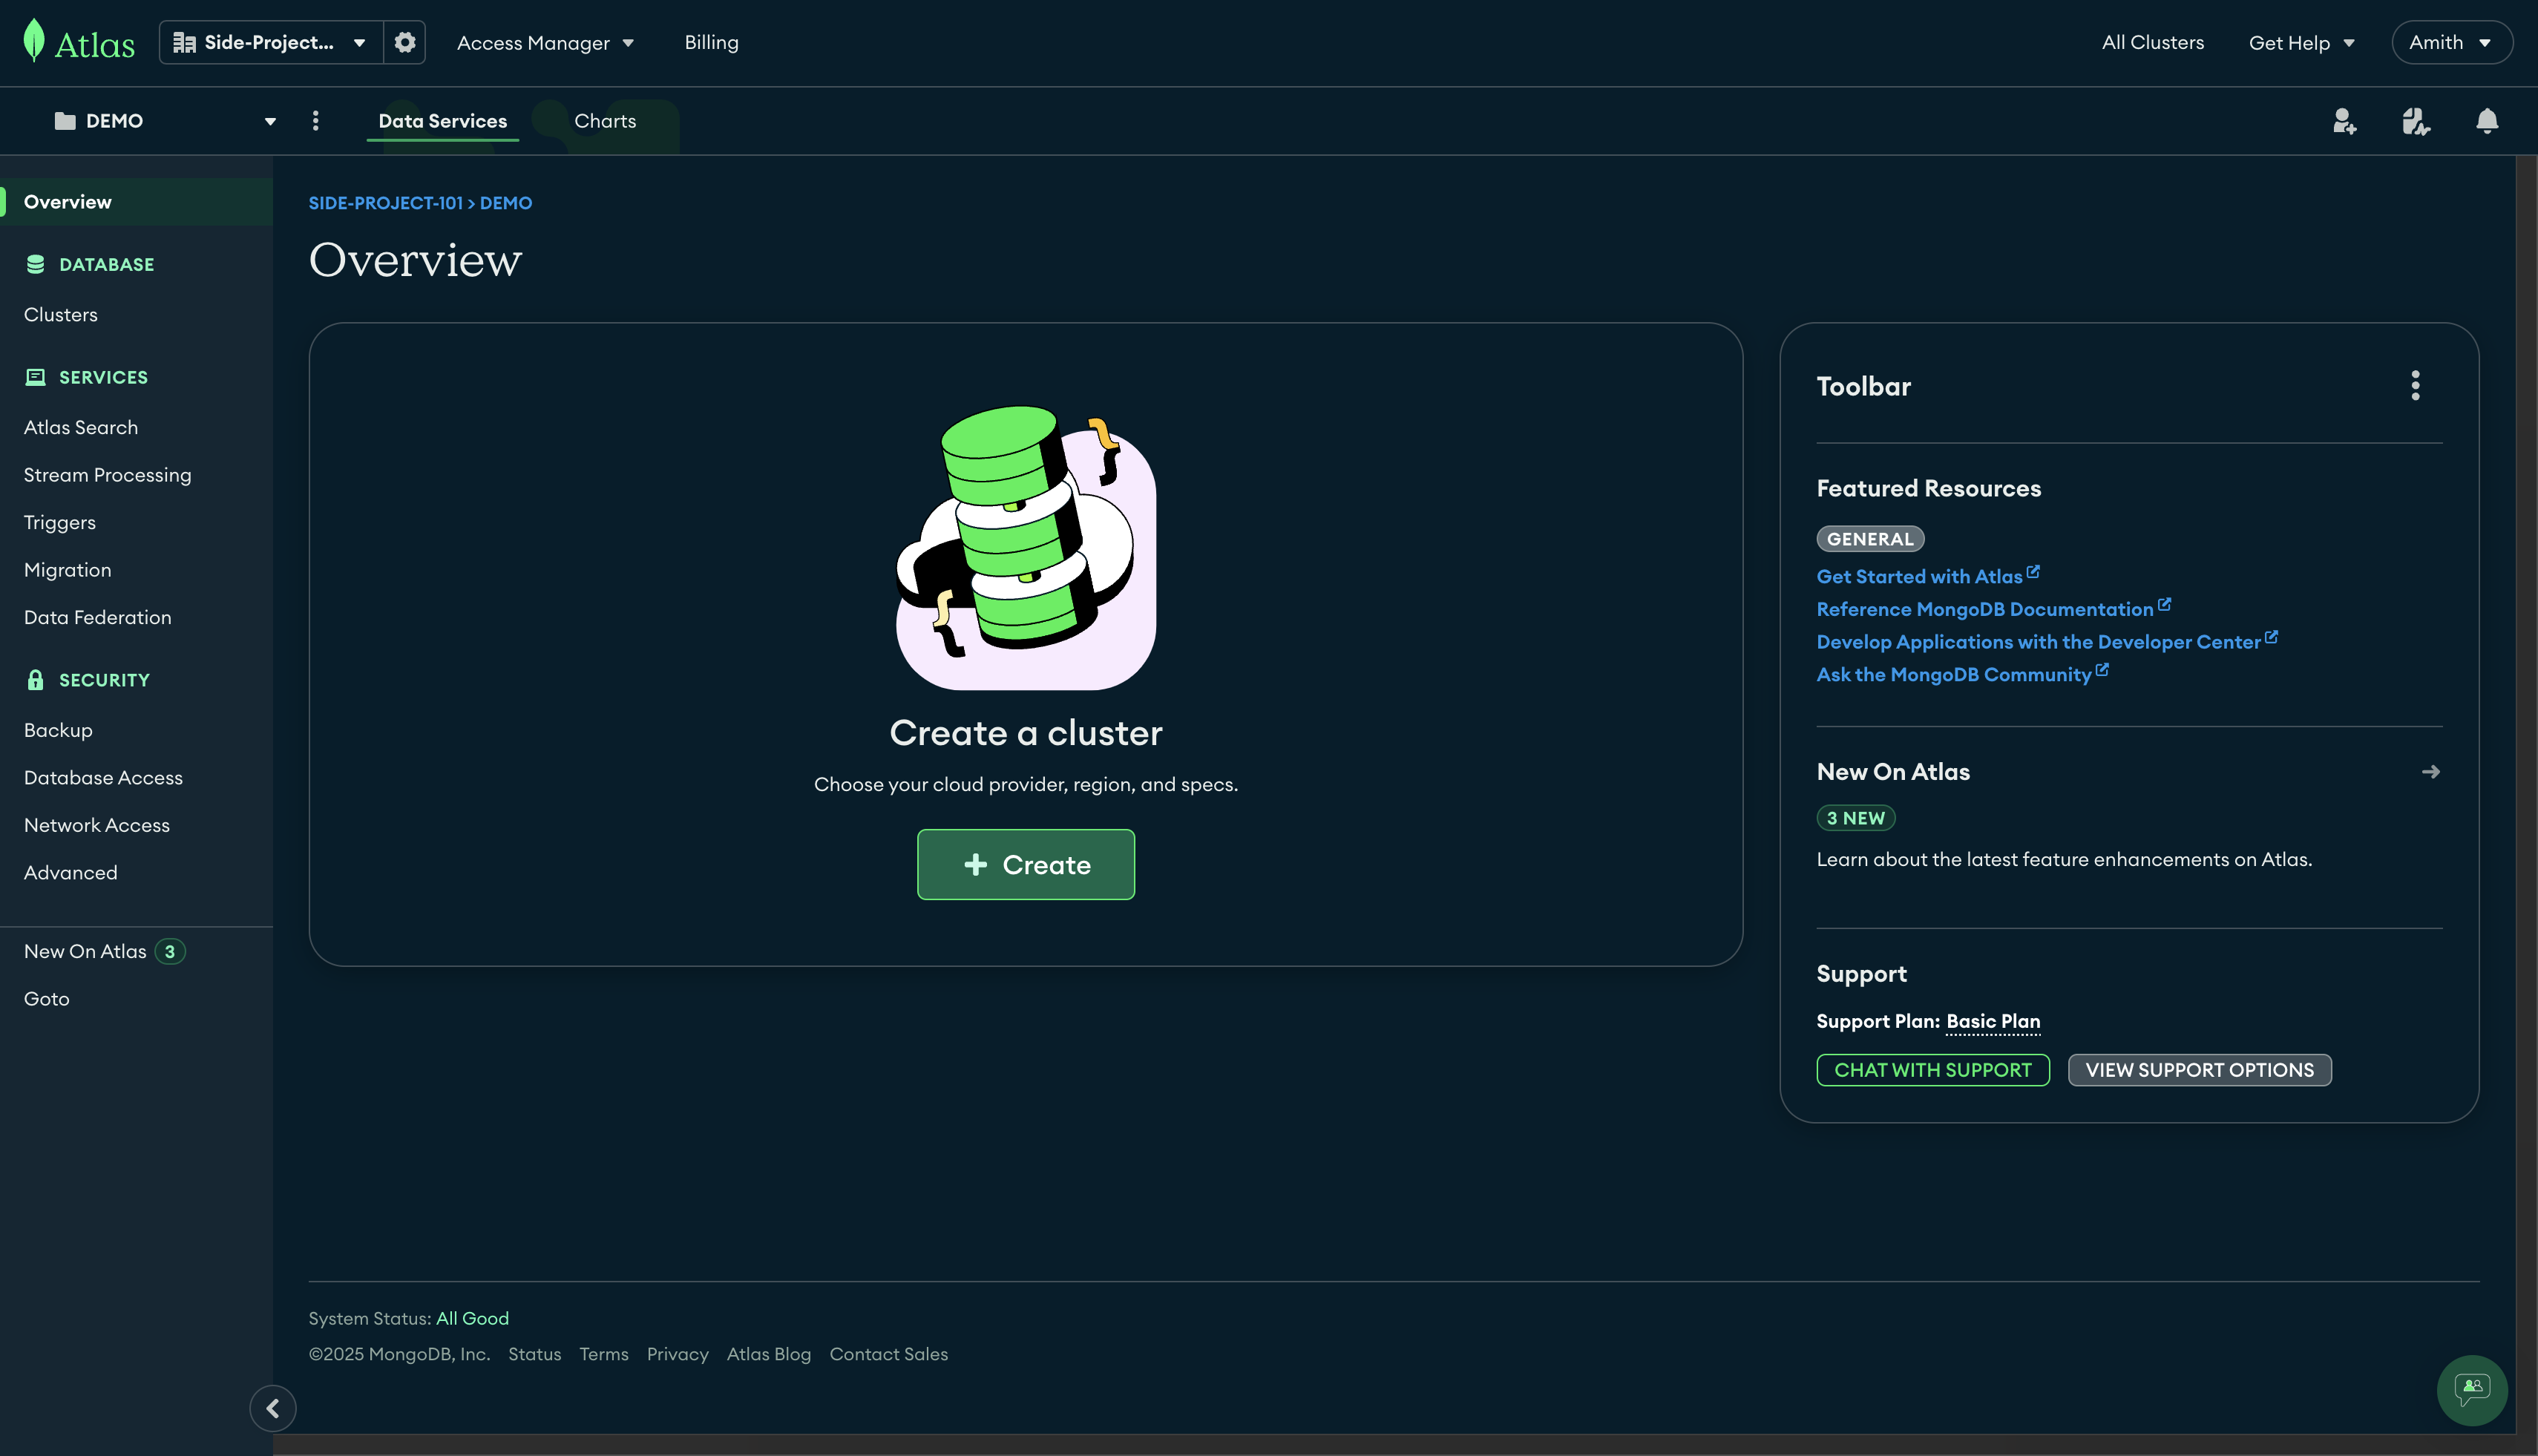 Atlas
Side-Project...
Access Manager
Billing
All Clusters
Get Help
Amith
DEMO
Data Services
Charts
Overview
DATABASE
Clusters
SERVICES
Atlas Search
Stream Processing
Triggers
Migration
Data Federation
SECURITY
Backup
Database Access
Network Access
Advanced
New On Atlas 3
Goto
SIDE-PROJECT-101 > DEMO
Overview
Create a cluster
Choose your cloud provider, region, and specs.
+ Create
Toolbar
Featured Resources
GENERAL
Get Started with Atlas
Reference MongoDB Documentation
Develop Applications with the Developer Center
Ask the MongoDB Community
New On Atlas
3 NEW
Learn about the latest feature enhancements on Atlas.
Support
Support Plan: Basic Plan
CHAT WITH SUPPORT
VIEW SUPPORT OPTIONS
System Status: All Good
©2025 MongoDB, Inc. Status Terms Privacy Atlas Blog Contact Sales